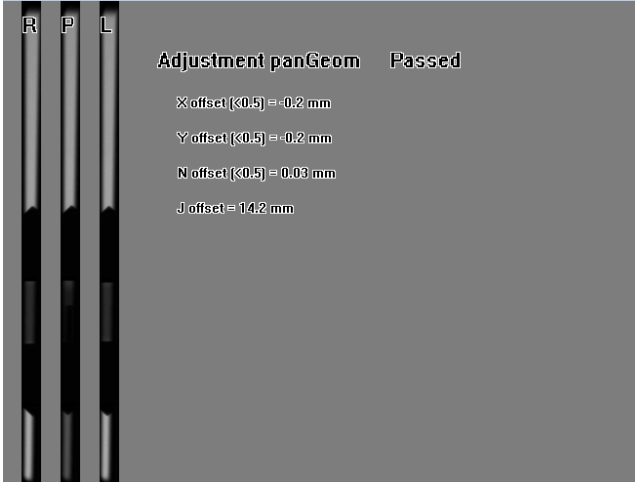 R P L
Adjustment panGeom Passed
X offset (<0.5) = -0.2 mm
Y offset (<0.5) = -0.2 mm
N offset (<0.5) = 0.03 mm
J offset = 14.2 mm